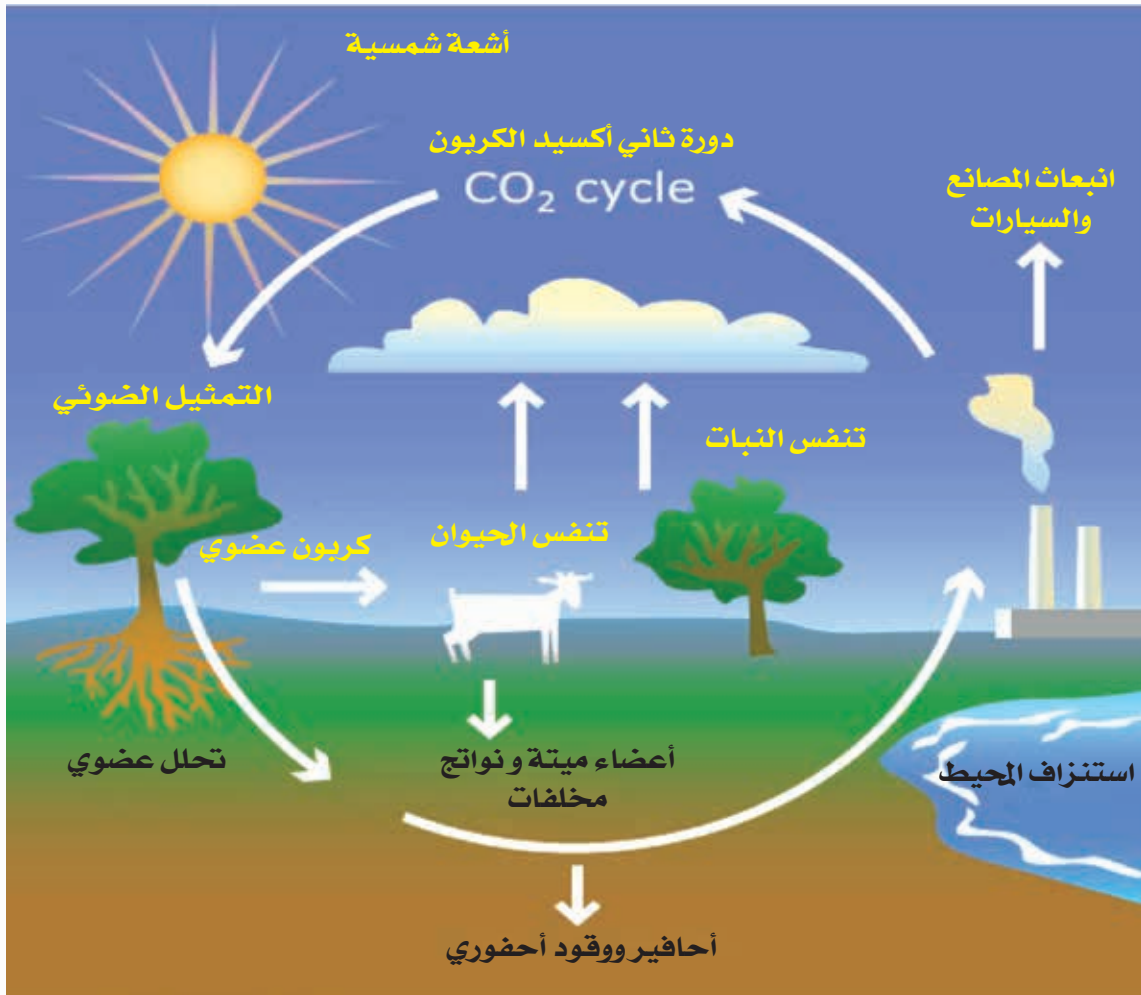 أشعة شمسية
دورة ثاني أكسيد الكربون
CO₂ cycle
انبعاث المصانع
والسيارات
التمثيل الضوئي
تنفس النبات
تنفس الحيوان
كربون عضوي
تحلل عضوي
أعضاء ميتة و نواتج
مخلفات
استنزاف المحيط
أحافير ووقود أحفوري